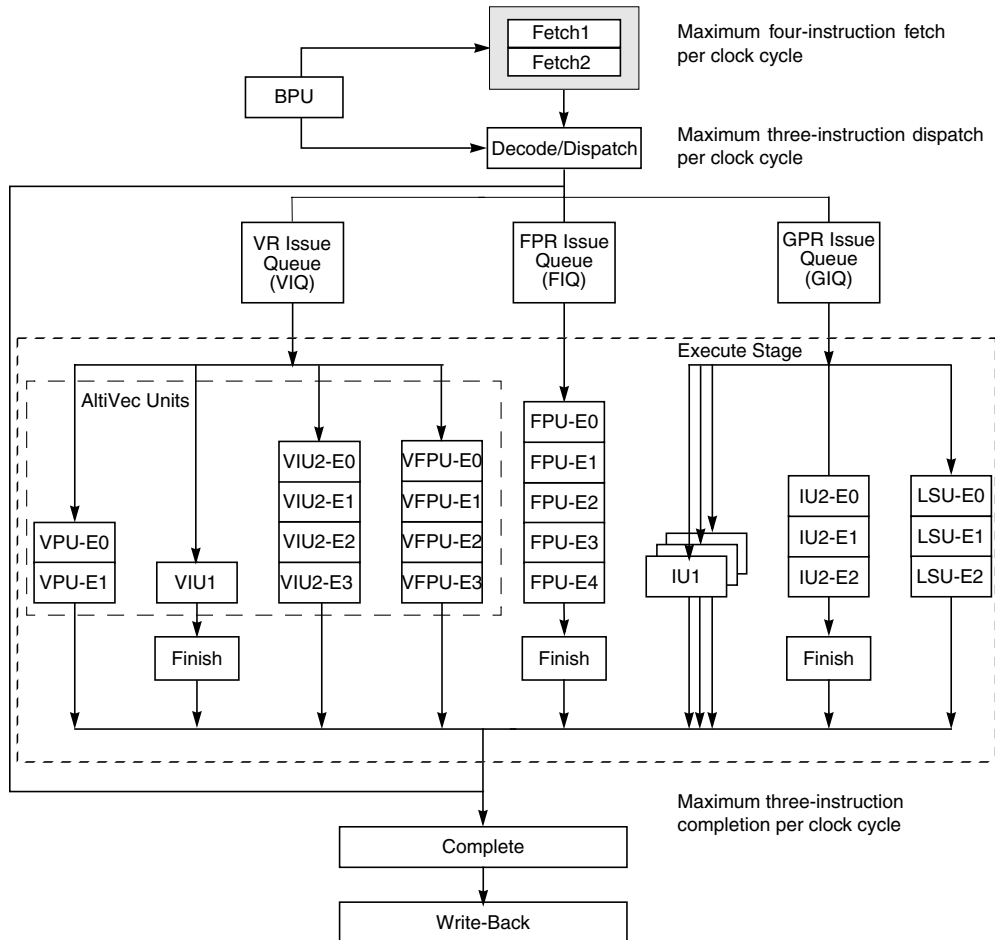 Fetch1
Fetch2
Maximum four-instruction fetch
per clock cycle
BPU
Decode/Dispatch
Maximum three-instruction dispatch
per clock cycle
VR Issue
Queue
(VIQ)
FPR Issue
Queue
(FIQ)
GPR Issue
Queue
(GIQ)
Execute Stage
AltiVec Units
VPU-E0
VPU-E1
VIU1
Finish
VIU2-E0
VIU2-E1
VIU2-E2
VIU2-E3
VFPU-E0
VFPU-E1
VFPU-E2
VFPU-E3
FPU-E0
FPU-E1
FPU-E2
FPU-E3
FPU-E4
Finish
IU1
IU2-E0
IU2-E1
IU2-E2
Finish
LSU-E0
LSU-E1
LSU-E2
Maximum three-instruction
completion per clock cycle
Complete
Write-Back